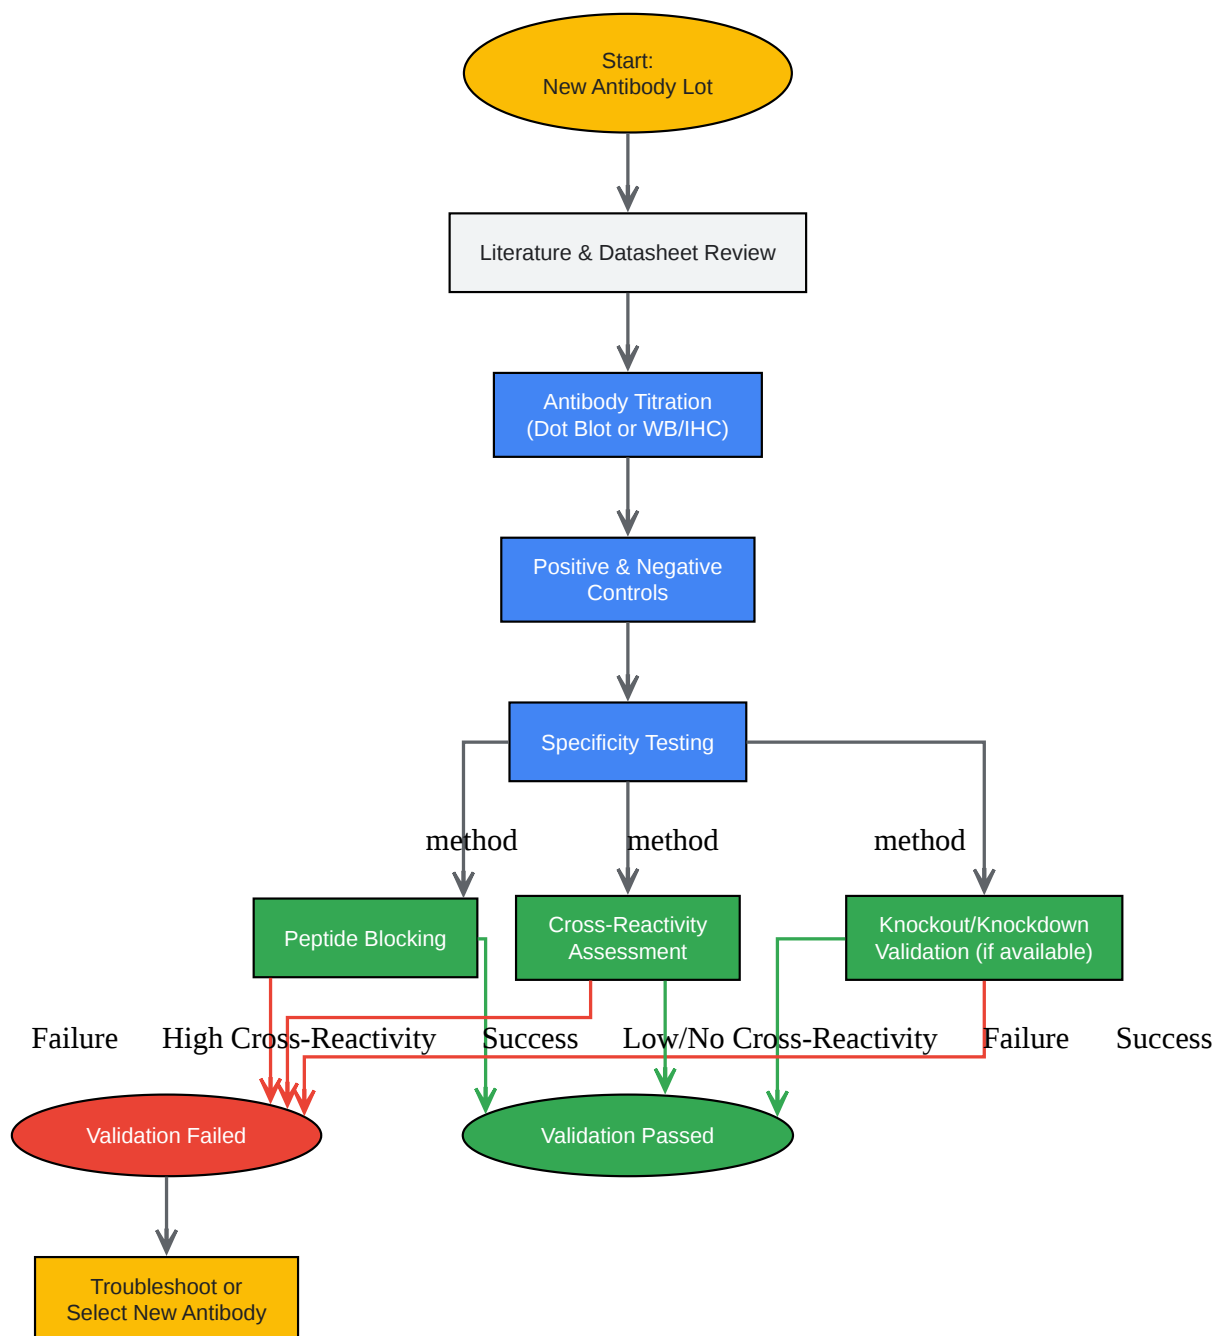 Start:
New Antibody Lot
Literature & Datasheet Review
Antibody Titration
(Dot Blot or WB/IHC)
Positive & Negative
Controls
Specificity Testing
method
method
method
Peptide Blocking
Cross-Reactivity
Assessment
Knockout/Knockdown
Validation (if available)
Failure
High Cross-Reactivity
Success
Low/No Cross-Reactivity
Failure
Success
Validation Failed
Validation Passed
Troubleshoot or
Select New Antibody